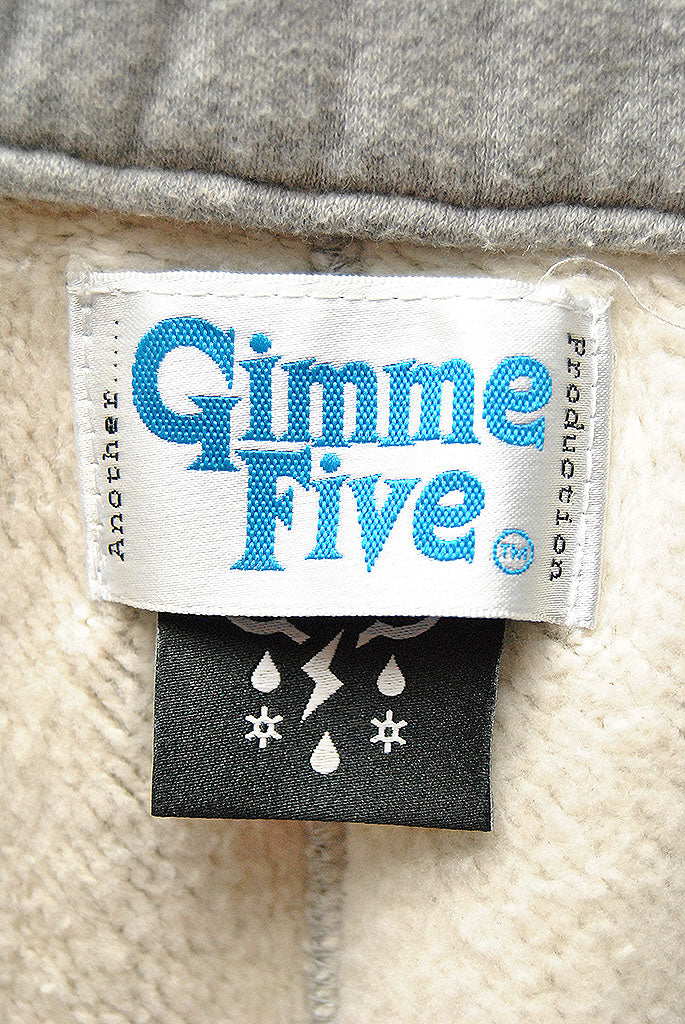 Another.....
Gimme
Five
TM
Production